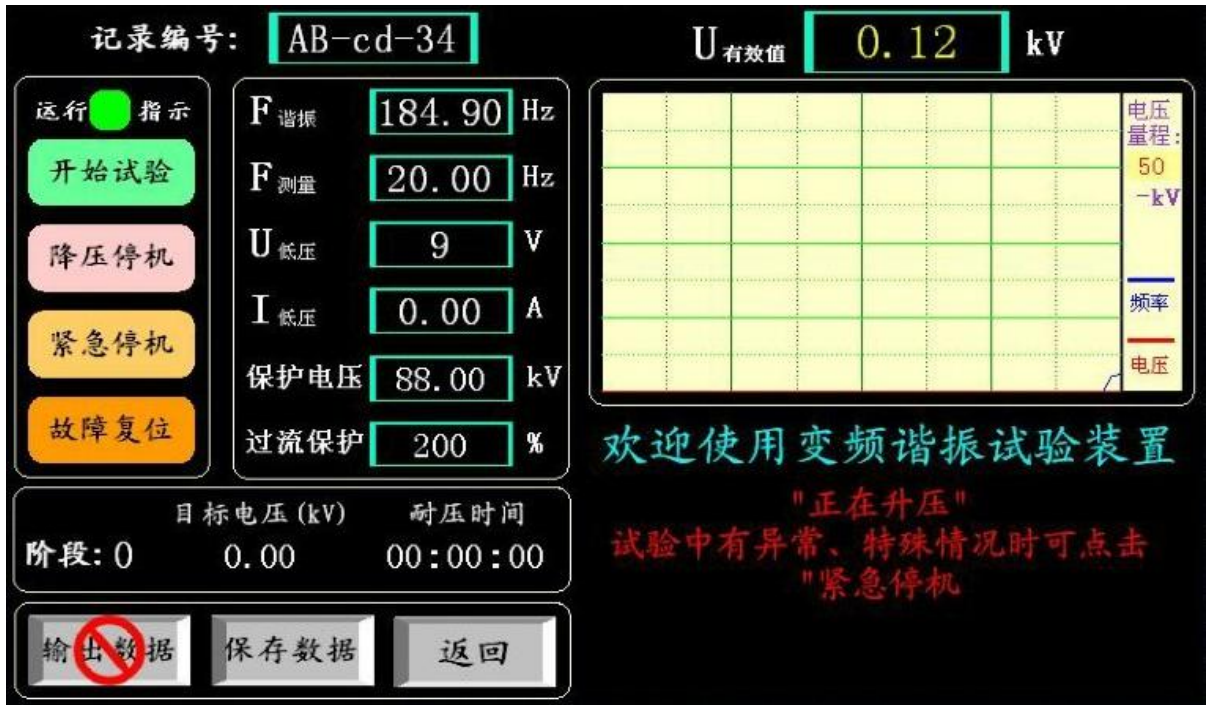 记录编号: AB-cd-34
U有效值 0.12 kV
运行 指示
开始试验
降压停机
紧急停机
故障复位
F谐振 184.90 Hz
F测量 20.00 Hz
U低压 9 V
I低压 0.00 A
保护电压 88.00 kV
过流保护 200 %
电压
量程:
50
-kV
频率
电压
目标电压(kV) 耐压时间
阶段:0 0.00 00:00:00
输出数据 保存数据 返回
欢迎使用变频谐振试验装置
"正在升压"
试验中有异常、特殊情况时可点击
"紧急停机